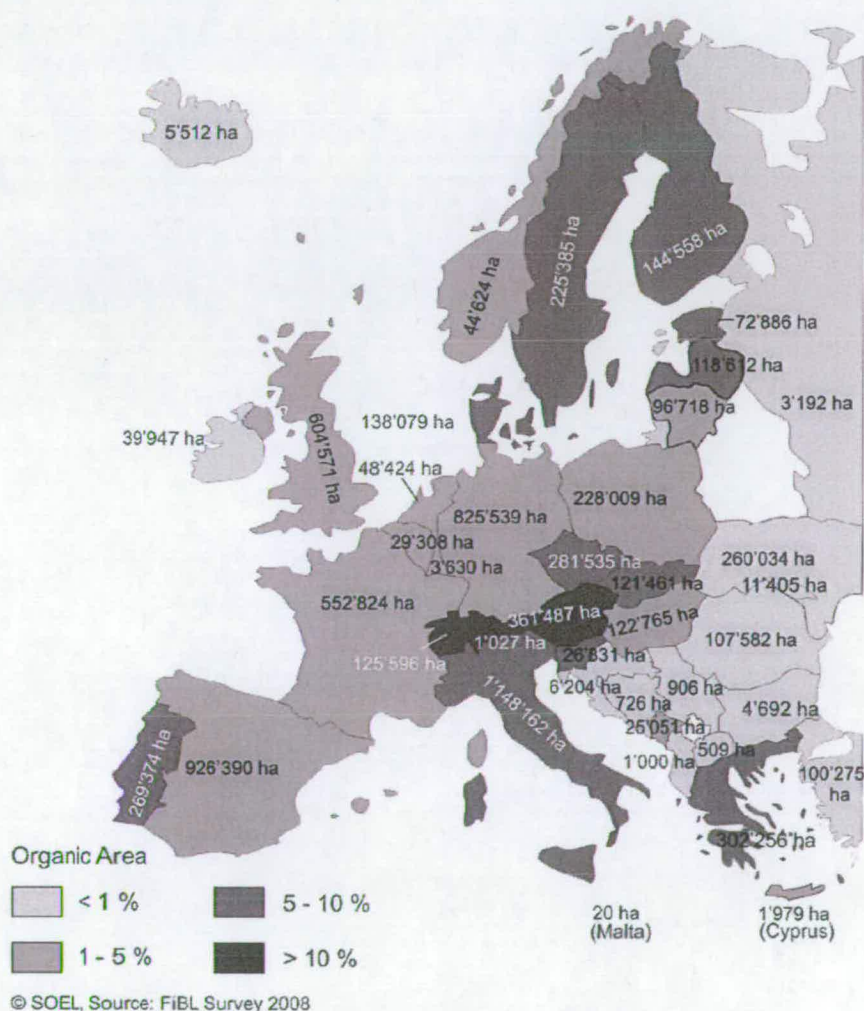 5'512 ha
225'385 ha
144'558 ha
44'624 ha
72'886 ha
118'612 ha
96'718 ha
3'192 ha
39'947 ha
604'571 ha
138'079 ha
48'424 ha
825'539 ha
228'009 ha
29'308 ha
3'630 ha
281'535 ha
260'034 ha
121'461 ha
11'405 ha
552'824 ha
361'487 ha
122'765 ha
1'027 ha
107'582 ha
125'596 ha
26'831 ha
6'204 ha
906 ha
1'148'162 ha
726 ha
4'692 ha
25'051 ha
509 ha
269'374 ha
926'390 ha
1'000 ha
100'275
ha
302'256 ha
Organic Area
< 1 %
5 - 10 %
1 - 5 %
> 10 %
20 ha
(Malta)
1'979 ha
(Cyprus)
© SOEL, Source: FiBL Survey 2008